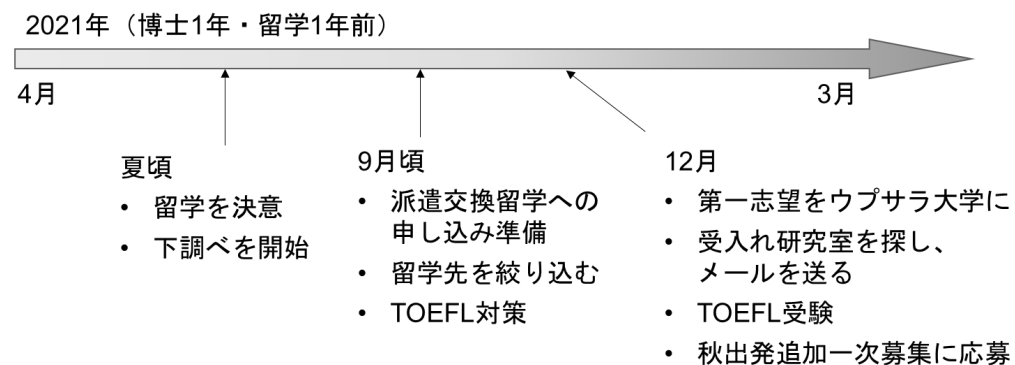 2021年（博士1年・留学1年前）
4月
3月
夏頃
• 留学を決意
• 下調べを開始
9月頃
• 派遣交換留学への
申し込み準備
• 留学先を絞り込む
• TOEFL対策
12月
• 第一志望をウプサラ大学に
• 受入れ研究室を探し、
メールを送る
• TOEFL受験
• 秋出発追加一次募集に応募